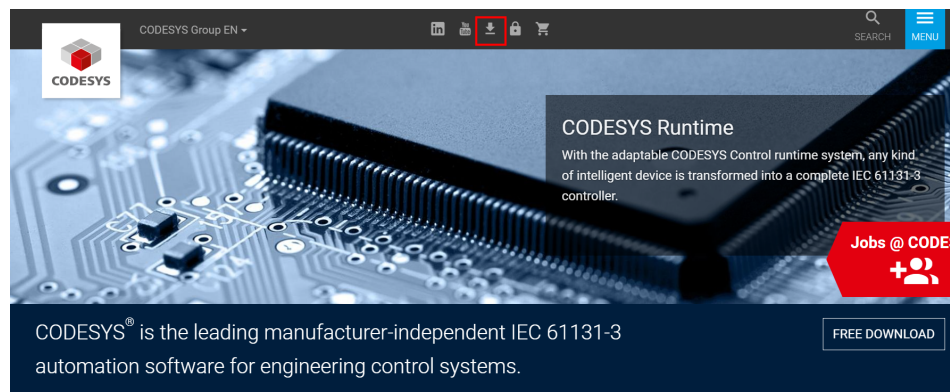 CODESYS Group EN
SEARCH
MENU
CODESYS
CODESYS Runtime
With the adaptable CODESYS Control runtime system, any kind
of intelligent device is transformed into a complete IEC 61131-3
controller.
Jobs @ CODE
CODESYS® is the leading manufacturer-independent IEC 61131-3
automation software for engineering control systems.
FREE DOWNLOAD